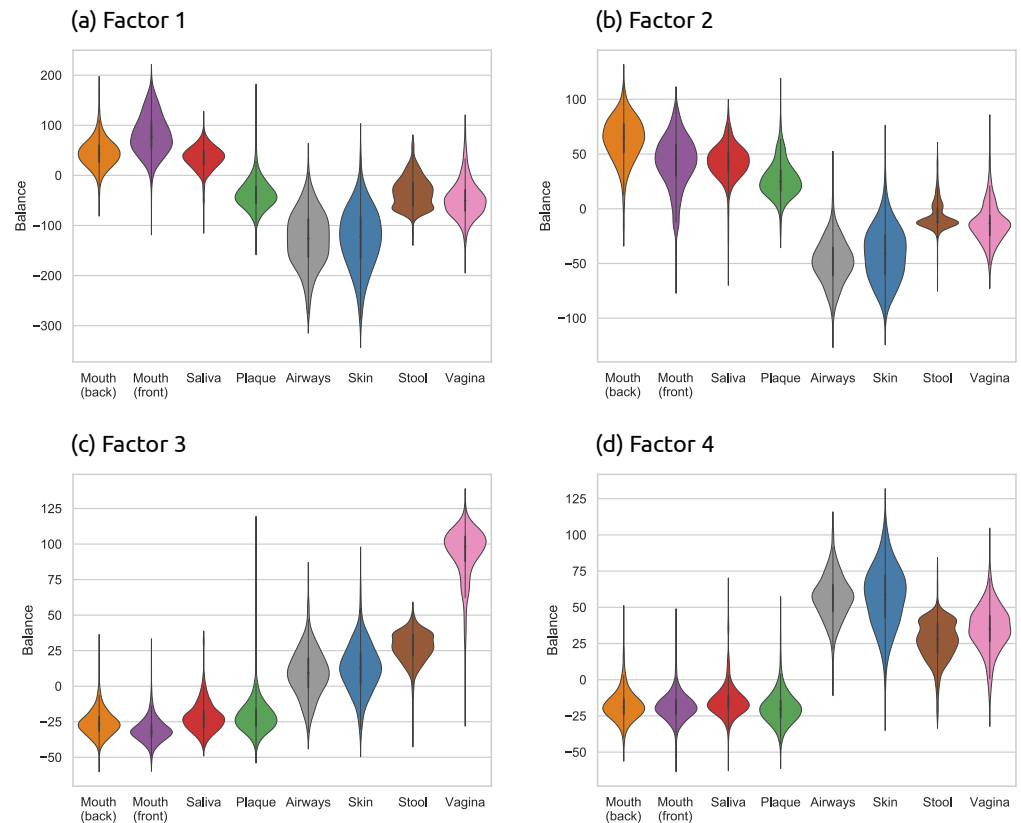 (a) Factor 1
Balance
200
100
0
−100
−200
−300
Mouth
(back)
Mouth
(front)
Saliva
Plaque
Airways
Skin
Stool
Vagina
(b) Factor 2
Balance
100
50
0
−50
−100
Mouth
(back)
Mouth
(front)
Saliva
Plaque
Airways
Skin
Stool
Vagina
(c) Factor 3
Balance
125
100
75
50
25
0
−25
−50
Mouth
(back)
Mouth
(front)
Saliva
Plaque
Airways
Skin
Stool
Vagina
(d) Factor 4
Balance
125
100
75
50
25
0
−25
−50
Mouth
(back)
Mouth
(front)
Saliva
Plaque
Airways
Skin
Stool
Vagina